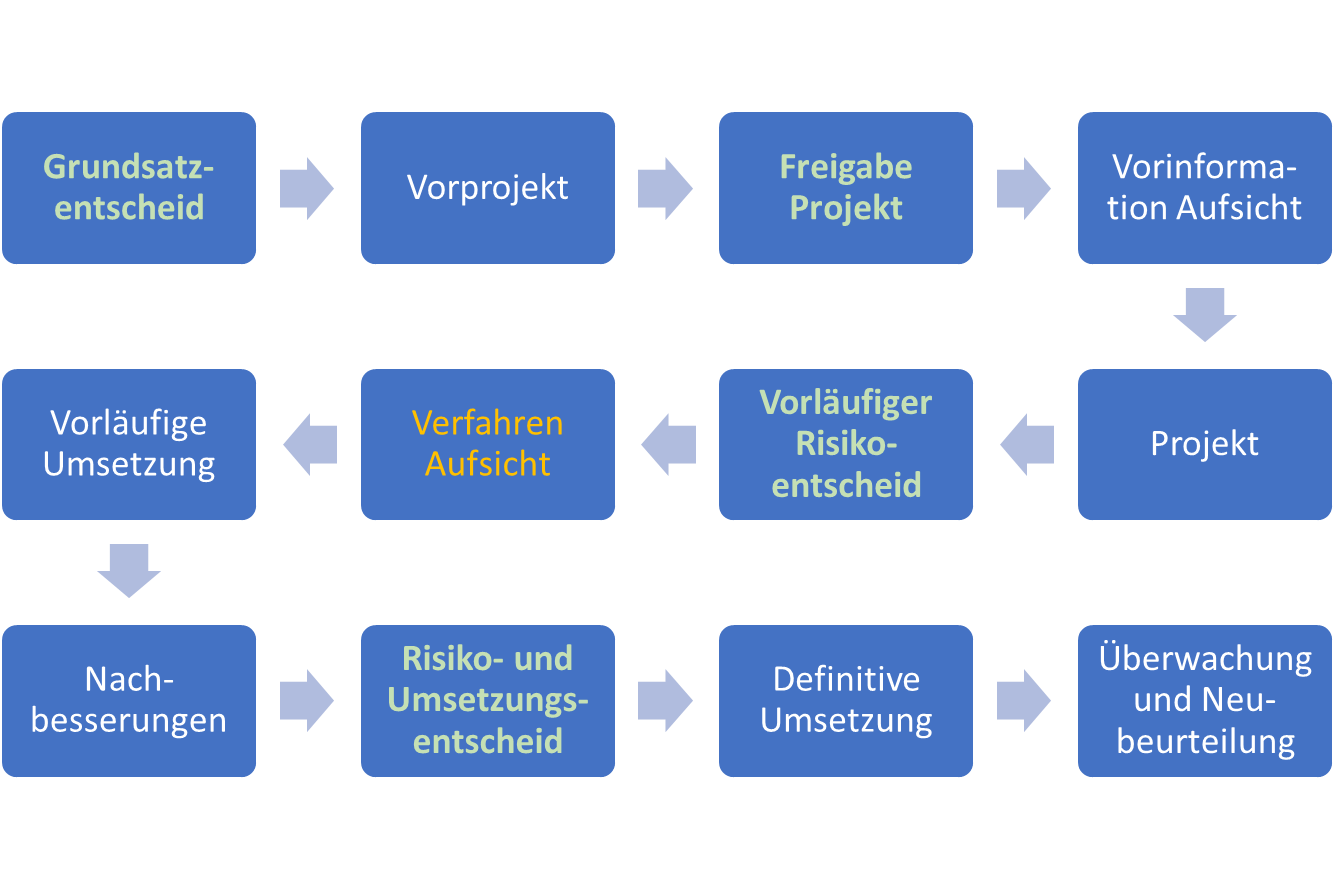 Grundsatz-
entscheid
Vorprojekt
Freigabe
Projekt
Vorinforma-
tion Aufsicht
Projekt
Vorläufiger
Risiko-
entscheid
Verfahren
Aufsicht
Vorläufige
Umsetzung
Nach-
besserungen
Risiko- und
Umsetzungs-
entscheid
Definitive
Umsetzung
Überwachung
und Neu-
beurteilung